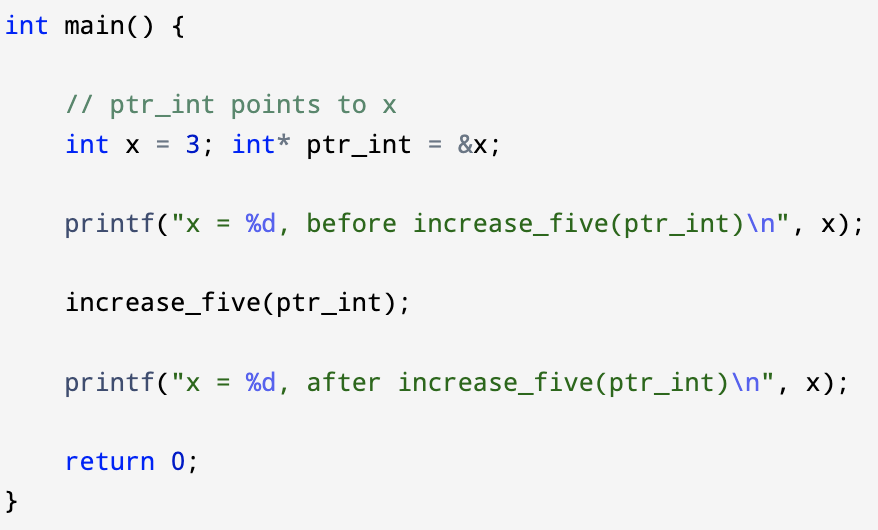 int main() {
    // ptr_int points to x
    int x = 3; int* ptr_int = &x;
    printf("x = %d, before increase_five(ptr_int)\n", x);
    increase_five(ptr_int);
    printf("x = %d, after increase_five(ptr_int)\n", x);
    return 0;
}